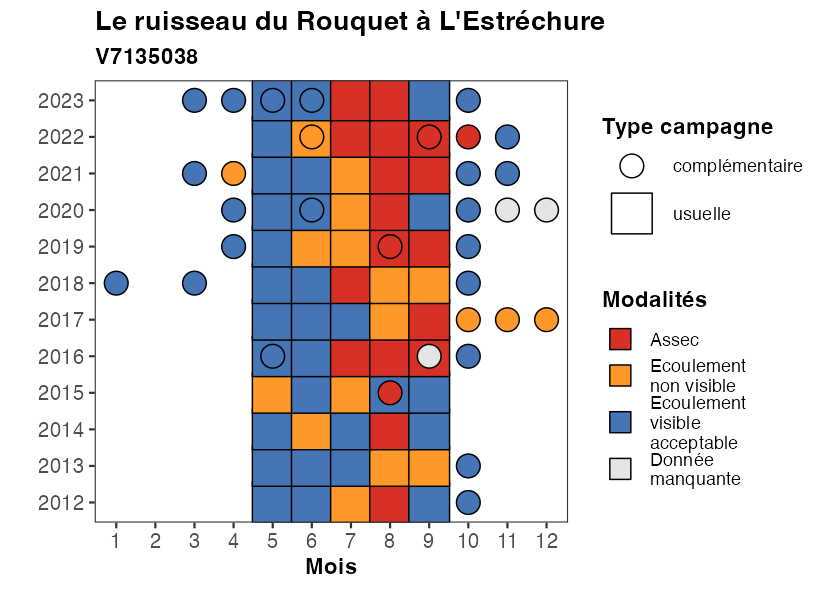 Le ruisseau du Rouquet à L'Estréchure
V7135038
2023
2022
2021
2020
2019
2018
2017
2016
2015
2014
2013
2012
1 2 3 4 5 6 7 8 9 10 11 12
Mois
Type campagne
complémentaire
usuelle
Modalités
Assec
Ecoulement
non visible
Ecoulement
visible
acceptable
Donnée
manquante